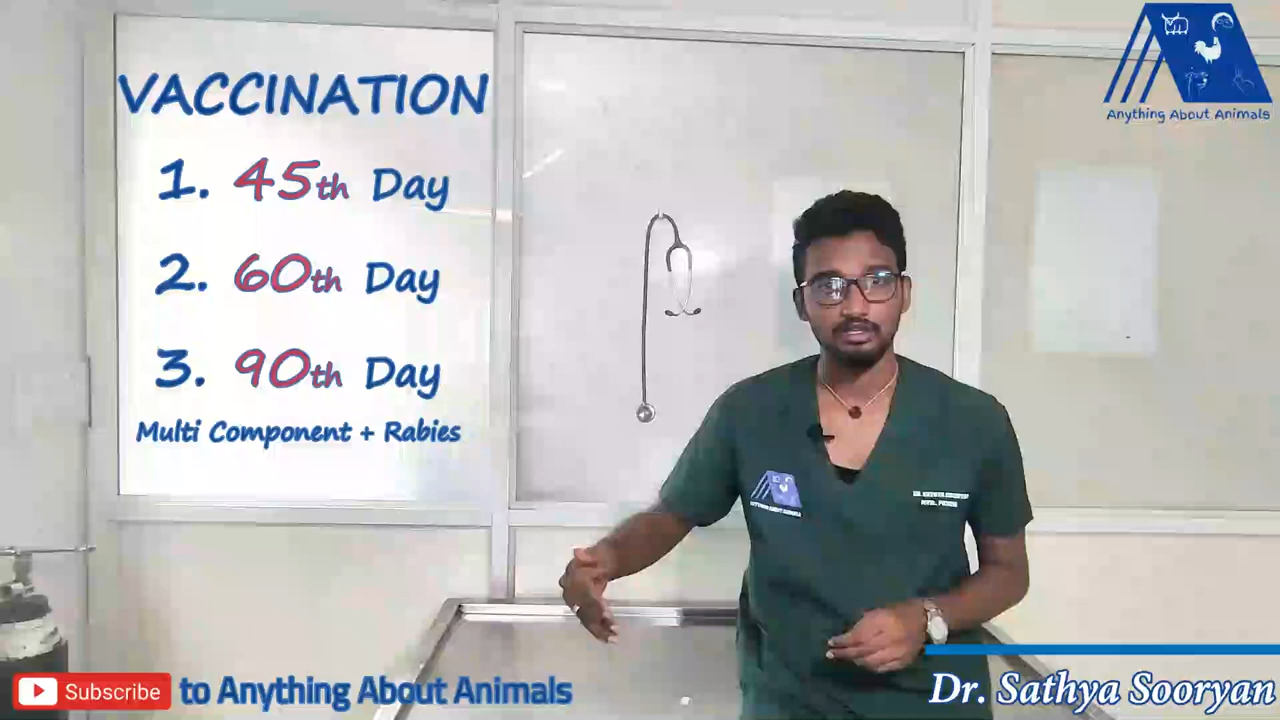 VACCINATION
1. 45th Day
2. 60th Day
3. 90th Day
Multi Component + Rabies
Anything About Animals
Subscribe to Anything About Animals
Dr. Sathya Sooryan